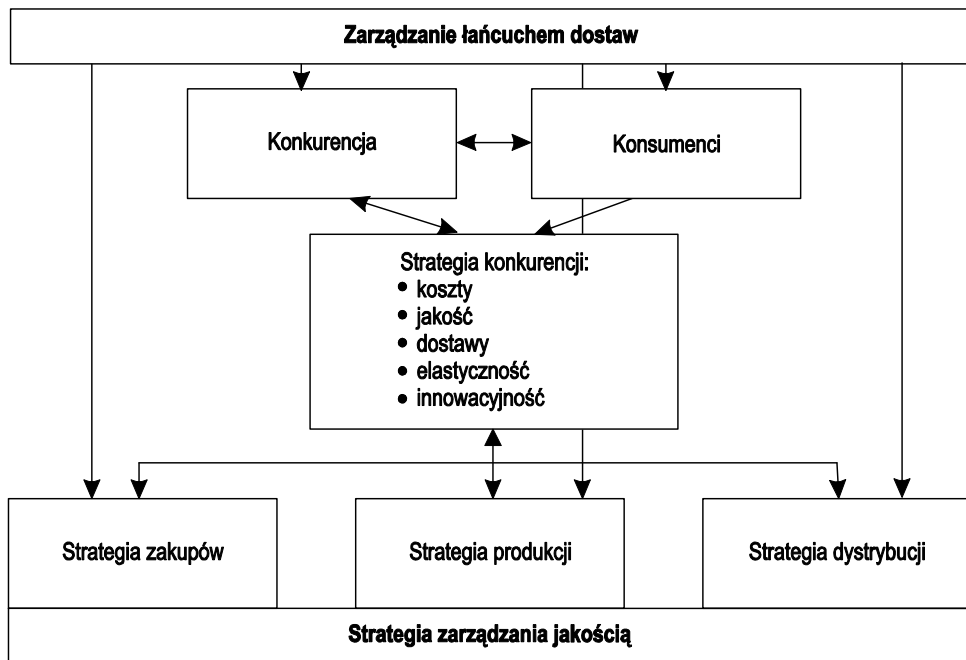 Zarządzanie łańcuchem dostaw
Konkurencja
Konsumenci
Strategia konkurencji:
• koszty
• jakość
• dostawy
• elastyczność
• innowacyjność
Strategia zakupów
Strategia produkcji
Strategia dystrybucji
Strategia zarządzania jakością